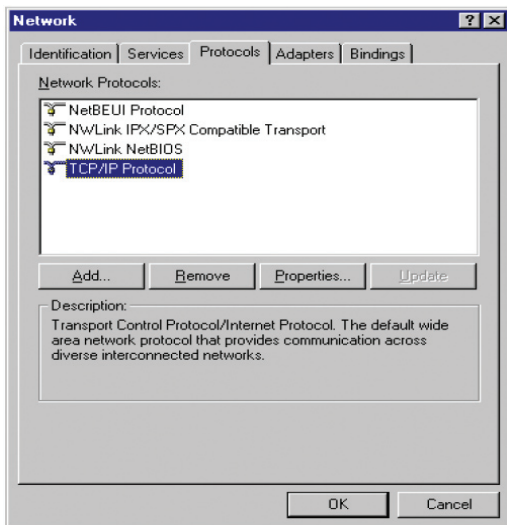 Network
Identification Services Protocols Adapters Bindings
Network Protocols:
NetBEUI Protocol
NWLink IPX/SPX Compatible Transport
NWLink NetBIOS
TCP/IP Protocol
Add... Remove Properties... Update
Description:
Transport Control Protocol/Internet Protocol. The default wide
area network protocol that provides communication across
diverse interconnected networks.
OK Cancel